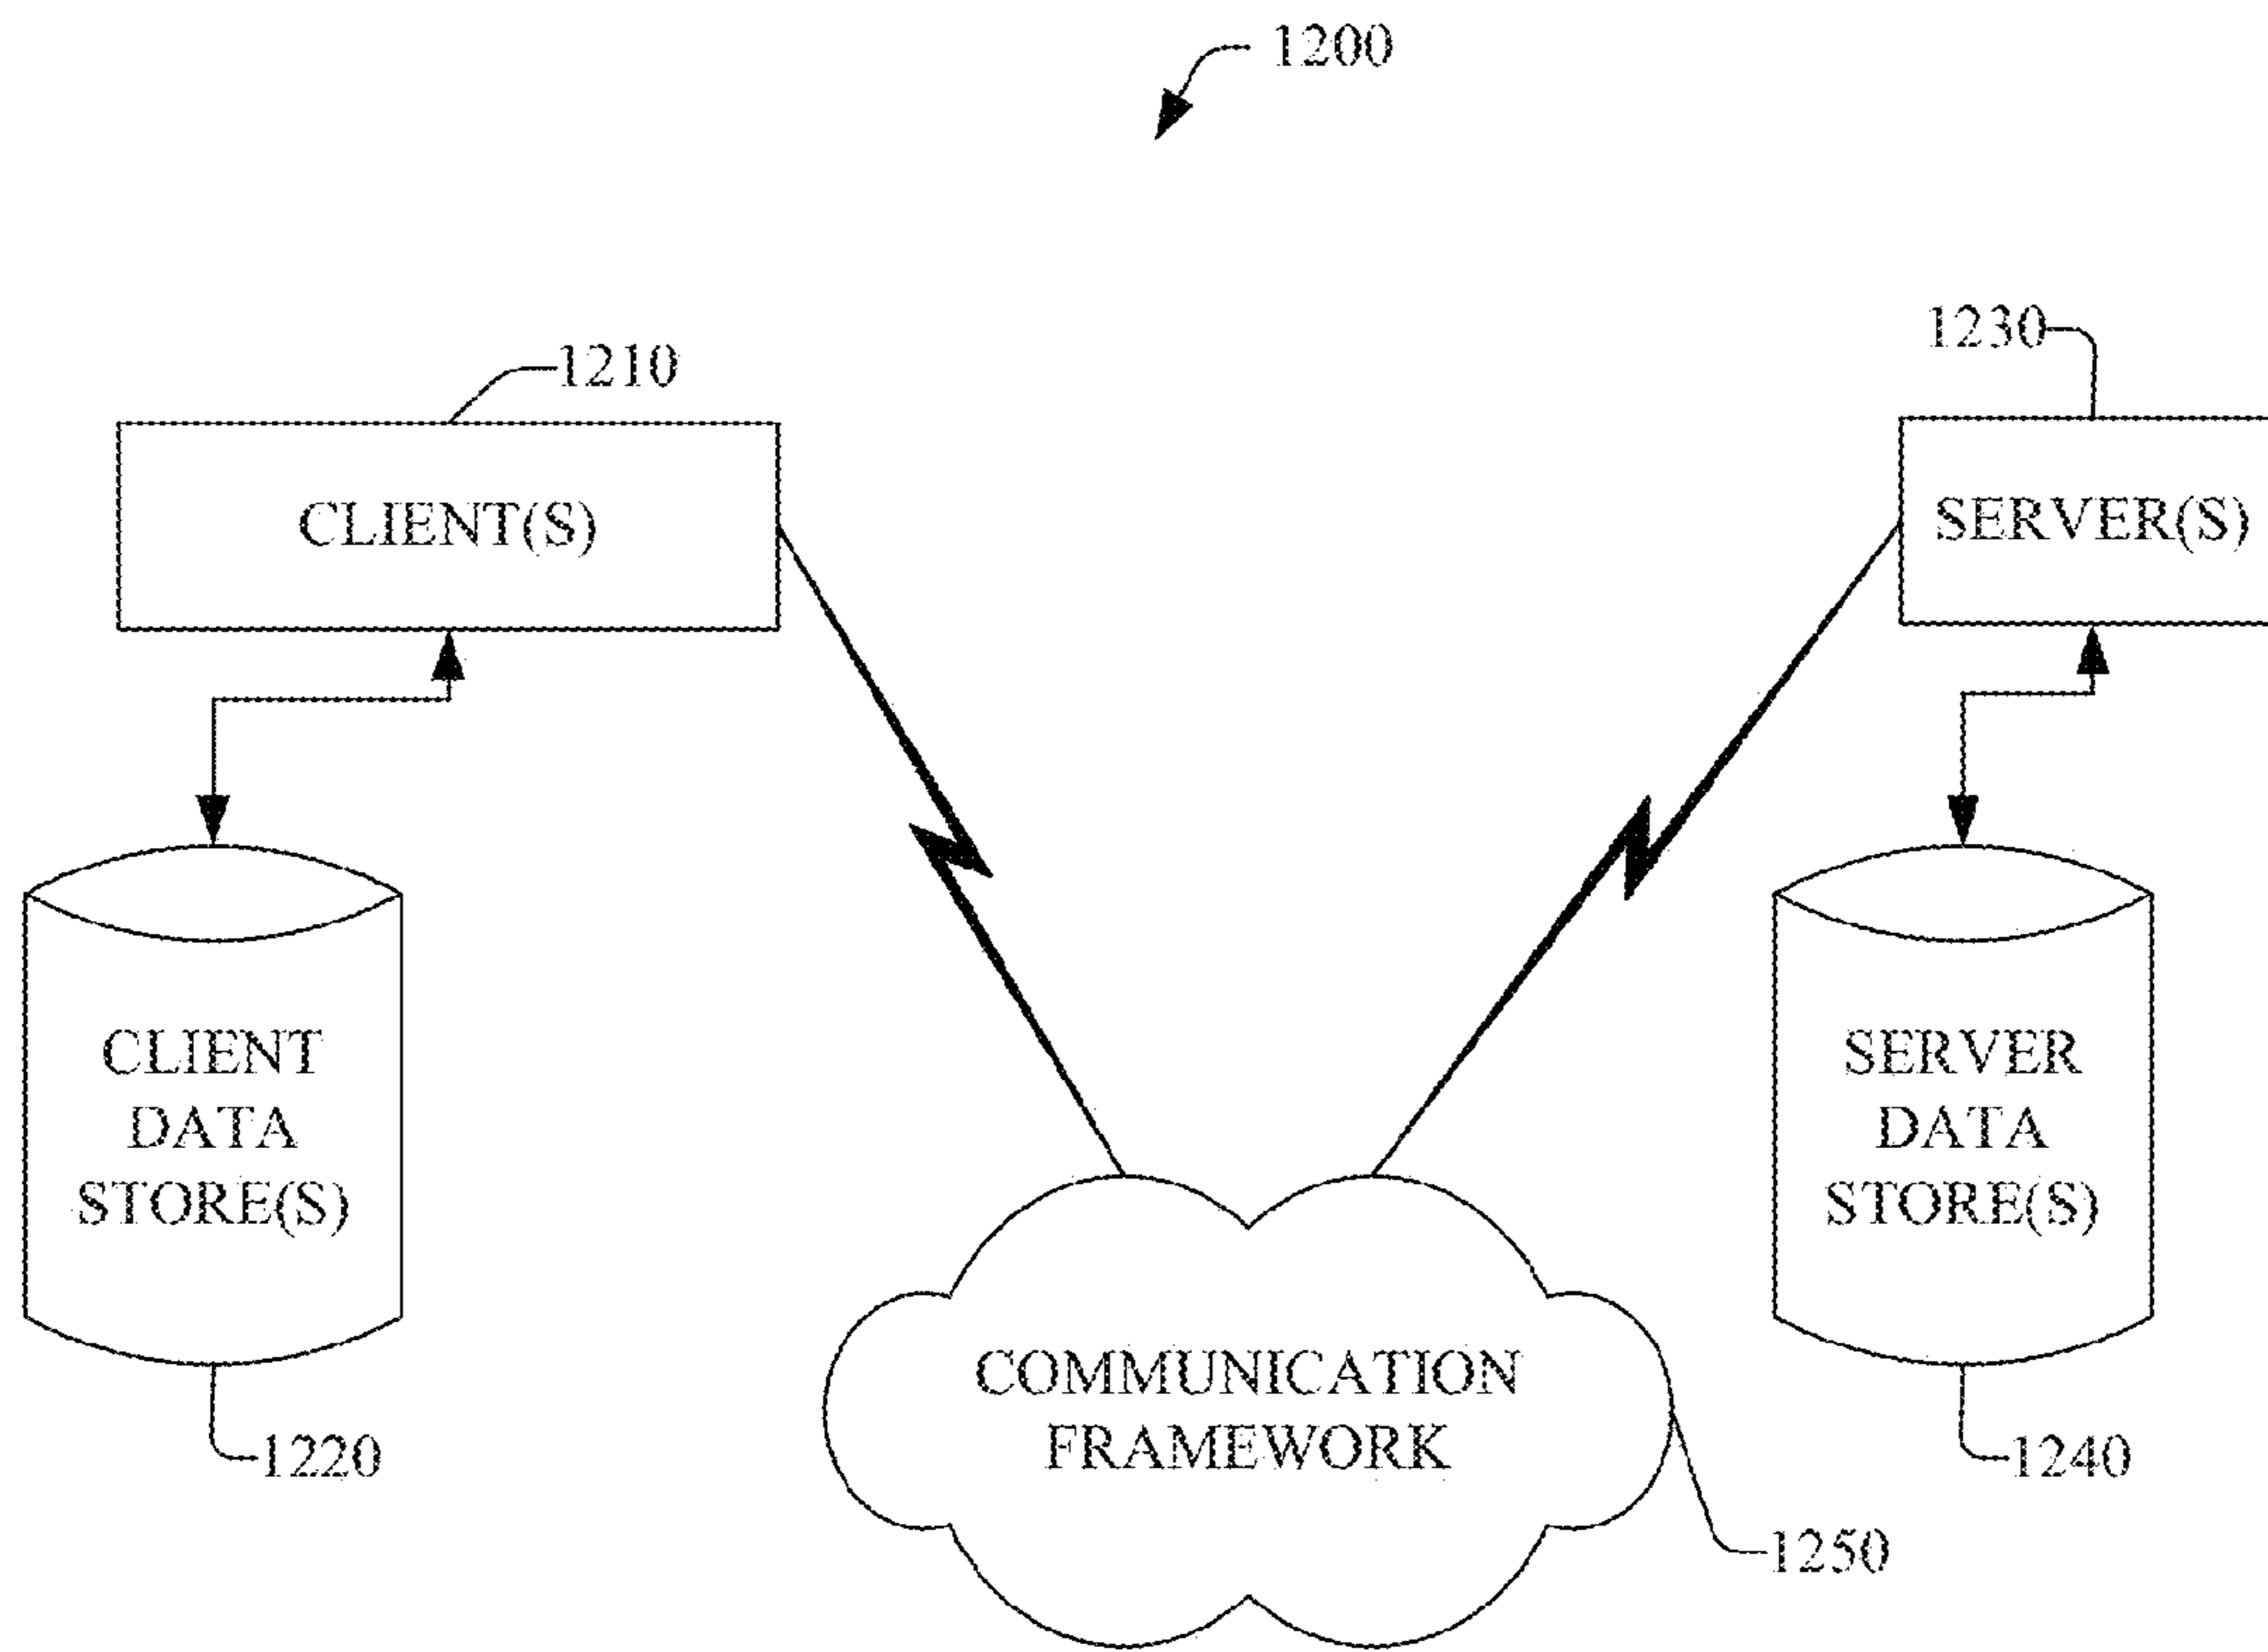 1200
1210
1230
CLIENT(S)
SERVER(S)
CLIENT
DATA
STORE(S)
SERVER
DATA
STORE(S)
COMMUNICATION
FRAMEWORK
1220
1240
1250